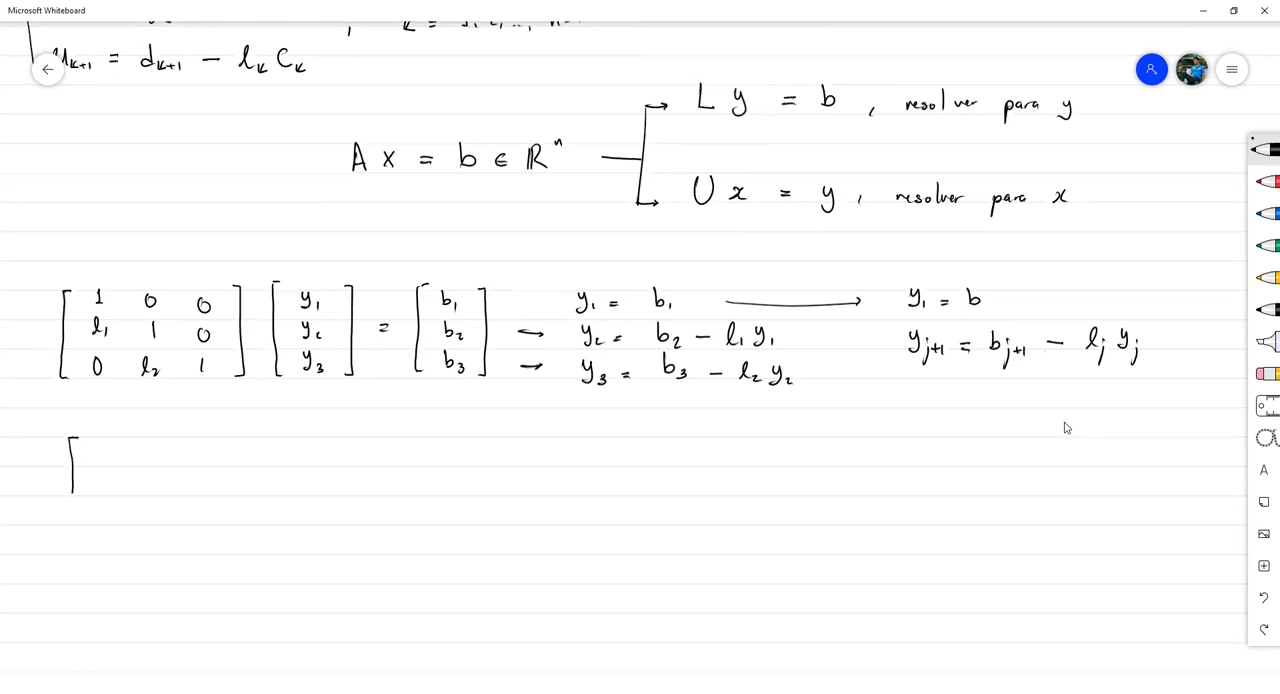 Microsoft Whiteboard
u_{k+1} = d_{k+1} - l_k c_k
L y = b , resolver para y
A x = b ∈ ℝ^n
U x = y , resolver para x
[1 0 0; l_1 1 0; 0 l_2 1] [y_1; y_2; y_3] = [b_1; b_2; b_3]
y_1 = b_1 → y_1 = b
→ y_2 = b_2 - l_1 y_1
y_{j+1} = b_{j+1} - l_j y_j
→ y_3 = b_3 - l_2 y_2
A